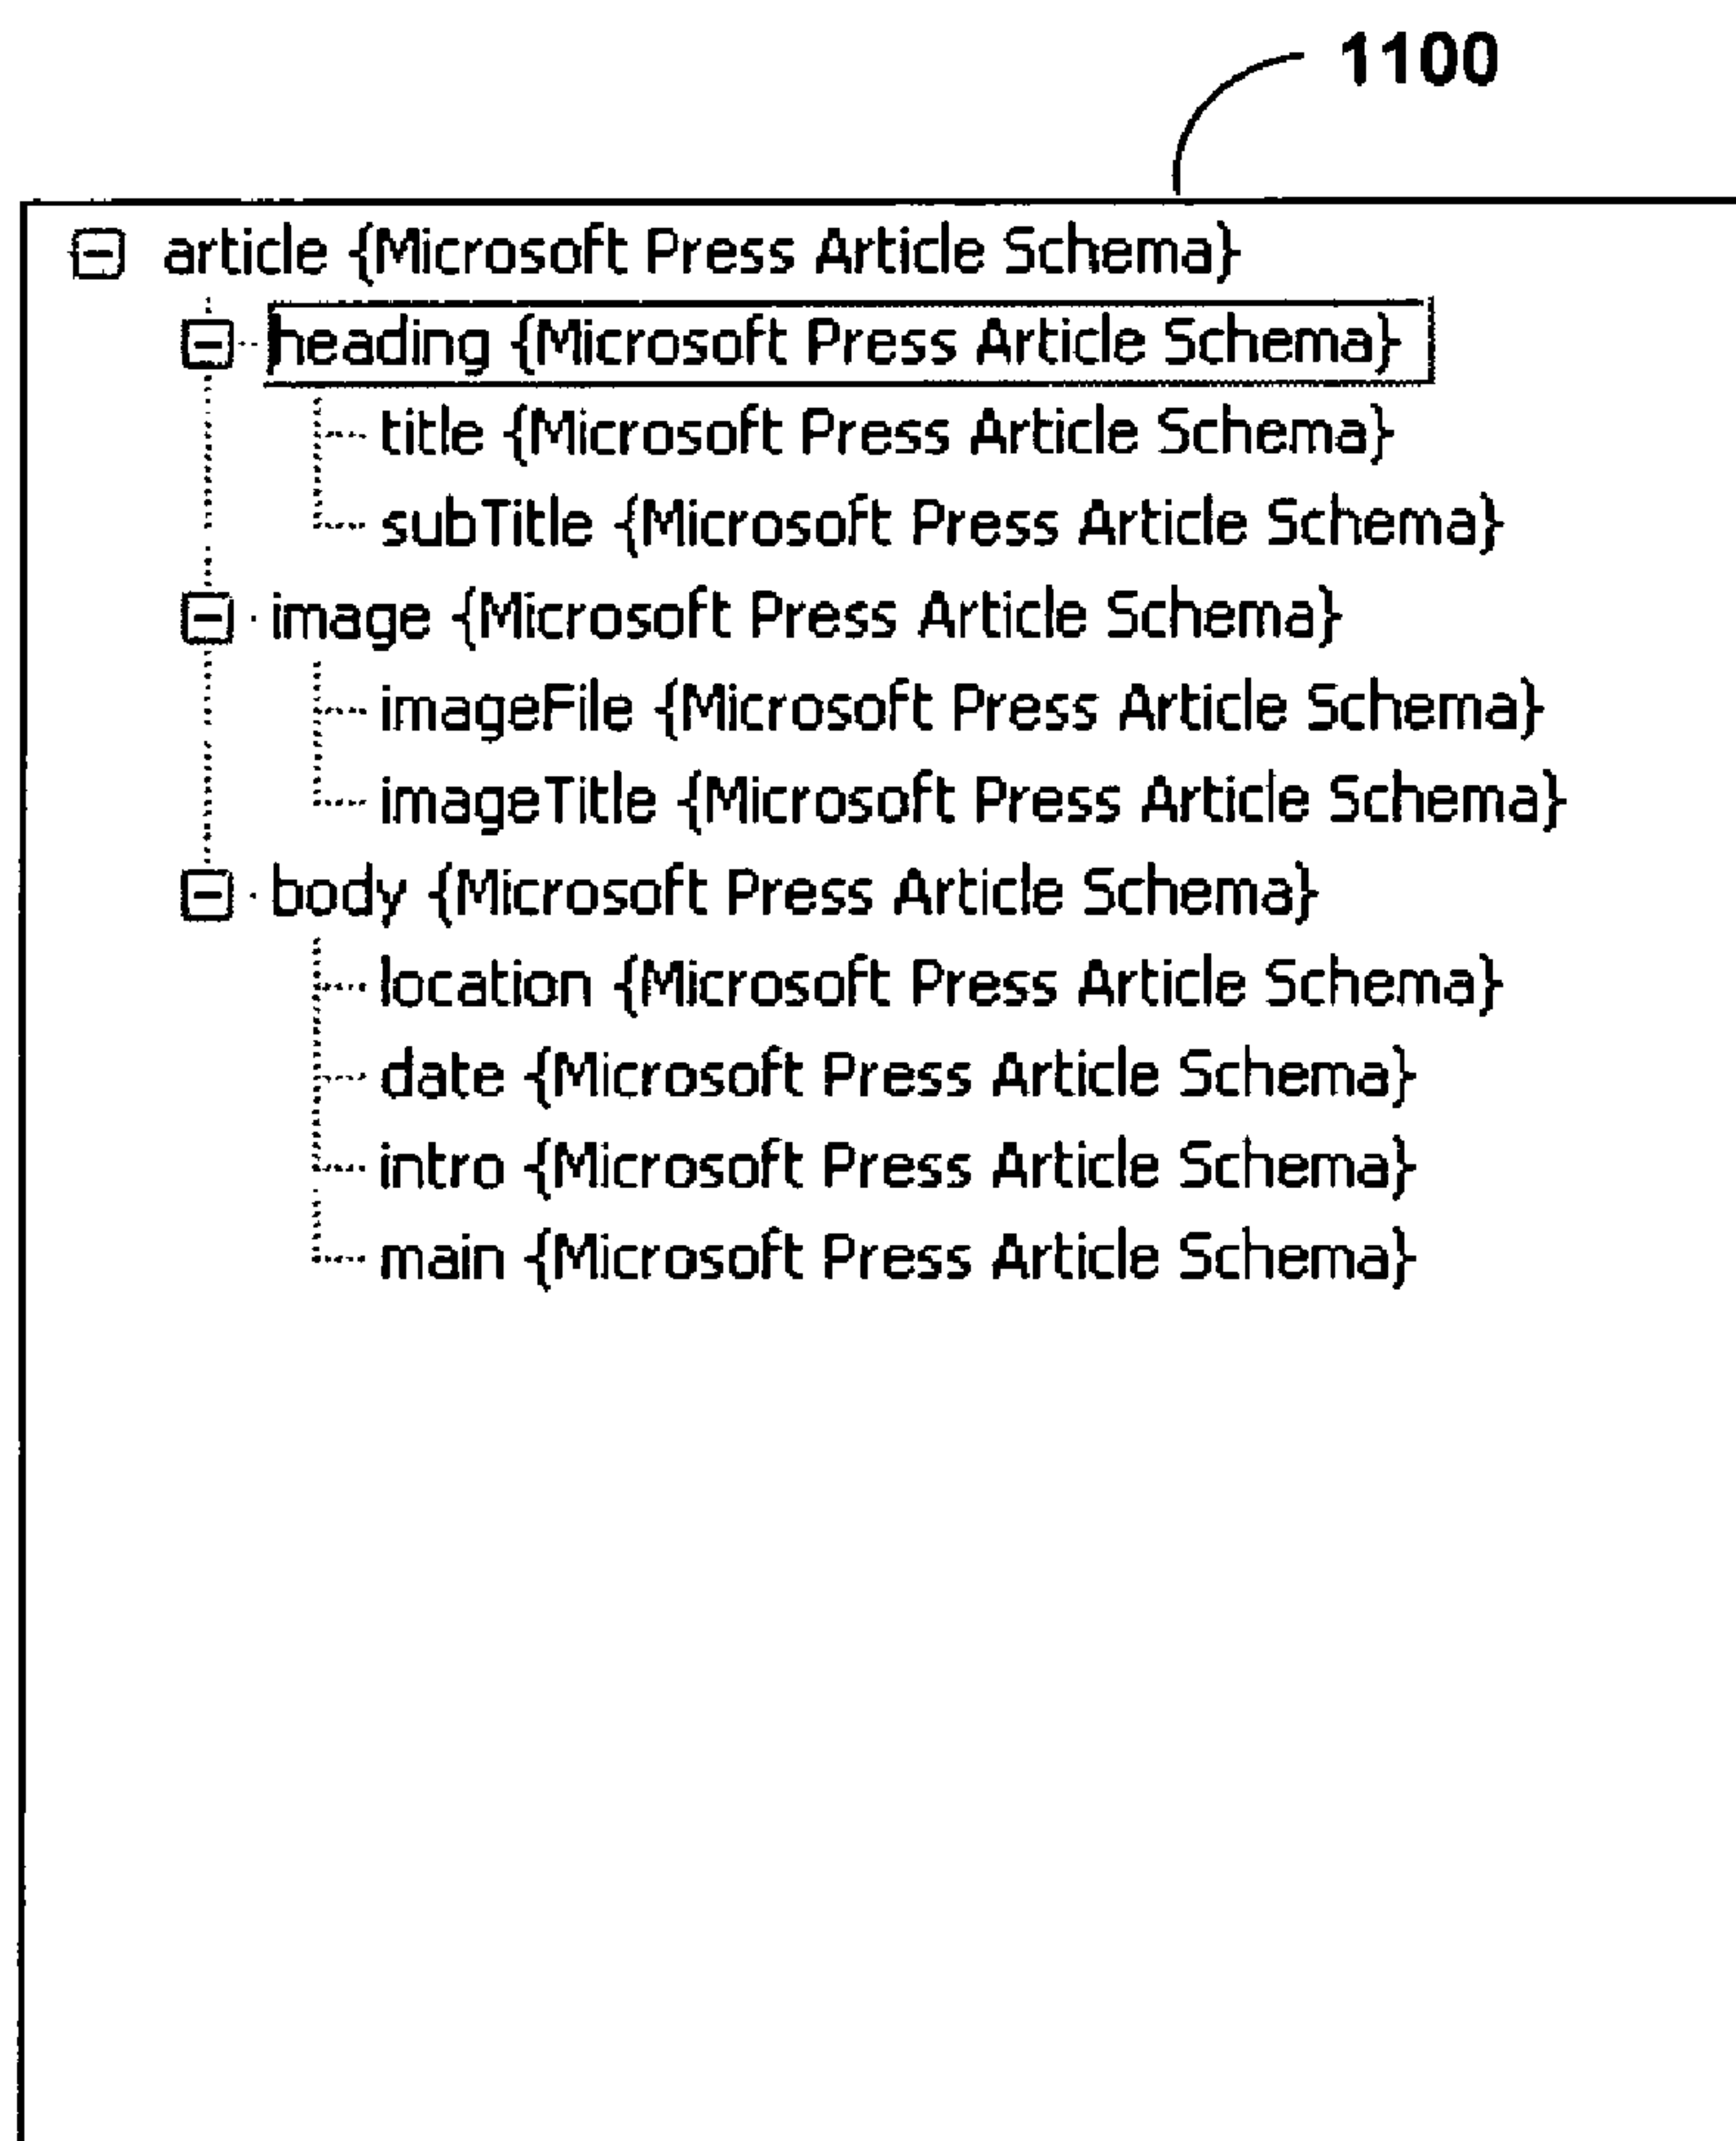 1100
article {Microsoft Press Article Schema}
heading {Microsoft Press Article Schema}
title {Microsoft Press Article Schema}
subTitle {Microsoft Press Article Schema}
image {Microsoft Press Article Schema}
imageFile {Microsoft Press Article Schema}
imageTitle {Microsoft Press Article Schema}
body {Microsoft Press Article Schema}
location {Microsoft Press Article Schema}
date {Microsoft Press Article Schema}
intro {Microsoft Press Article Schema}
main {Microsoft Press Article Schema}